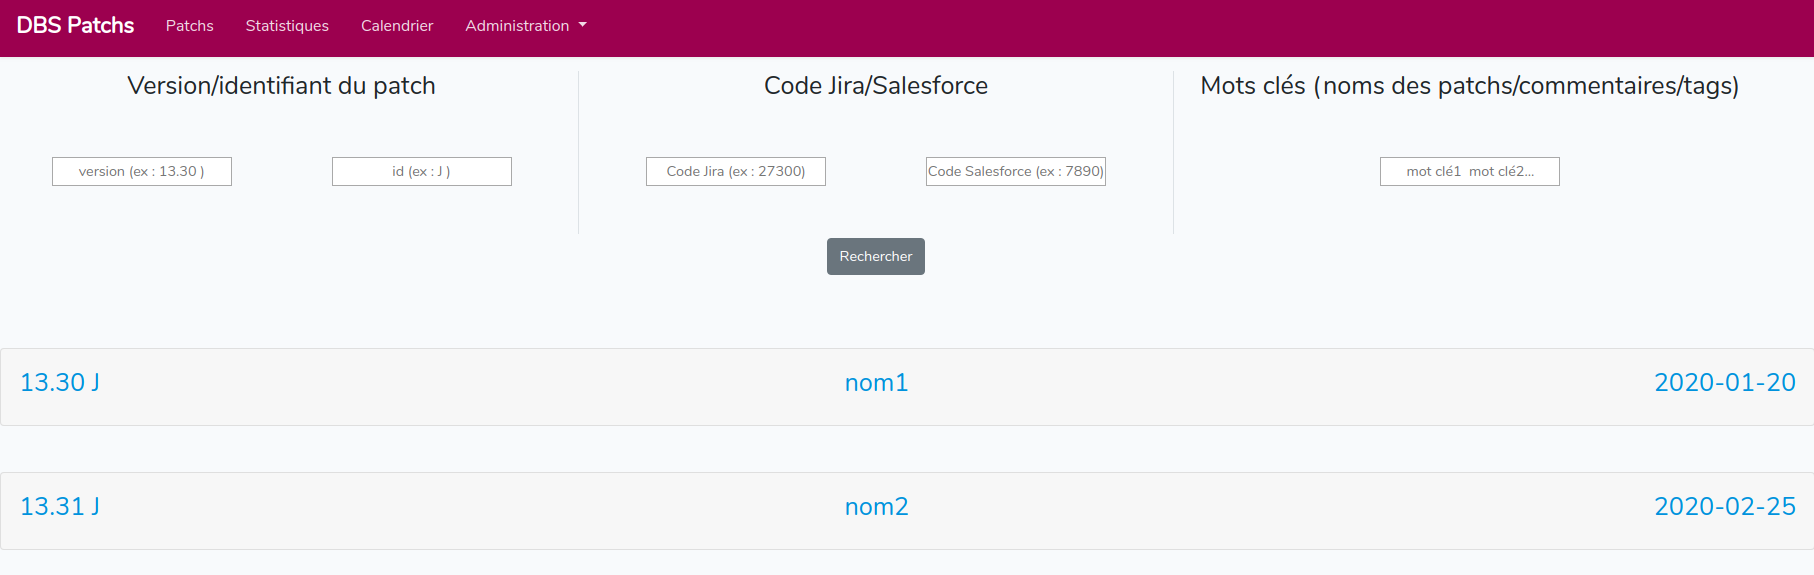 DBS Patchs Patchs Statistiques Calendrier Administration
Version/identifiant du patch
Code Jira/Salesforce
Mots clés (noms des patchs/commentaires/tags)
version (ex : 13.30 )
id (ex : J )
Code Jira (ex : 27300)
Code Salesforce (ex : 7890)
mot clé1  mot clé2...
Rechercher
13.30 J nom1 2020-01-20
13.31 J nom2 2020-02-25